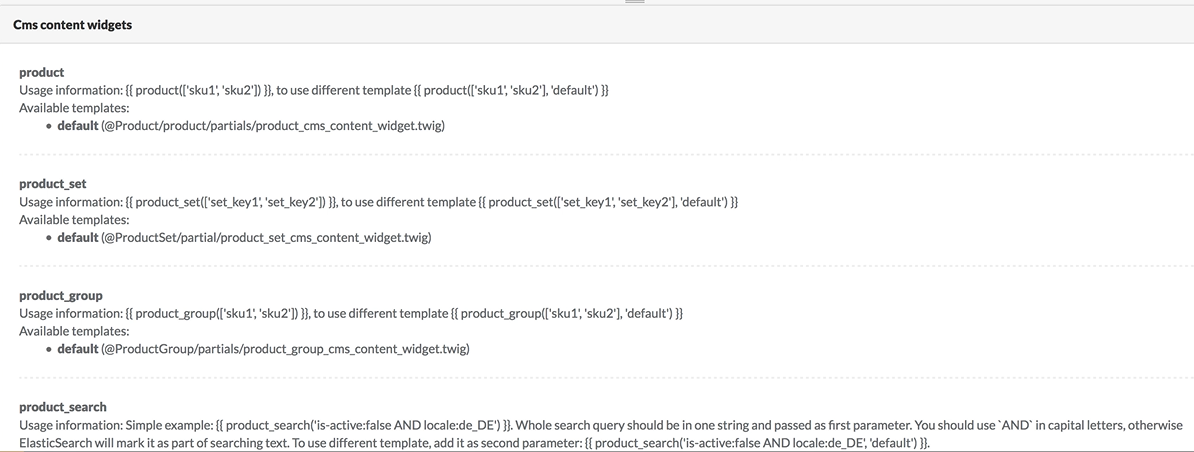 Cms content widgets
product
Usage information: {{ product(['sku1', 'sku2']) }}, to use different template {{ product(['sku1', 'sku2'], 'default') }}
Available templates:
• default (@Product/product/partials/product_cms_content_widget.twig)
product_set
Usage information: {{ product_set(['set_key1', 'set_key2']) }}, to use different template {{ product_set(['set_key1', 'set_key2'], 'default') }}
Available templates:
• default (@ProductSet/partial/product_set_cms_content_widget.twig)
product_group
Usage information: {{ product_group(['sku1', 'sku2']) }}, to use different template {{ product_group(['sku1', 'sku2'], 'default') }}
Available templates:
• default (@ProductGroup/partials/product_group_cms_content_widget.twig)
product_search
Usage information: Simple example: {{ product_search('is-active:false AND locale:de_DE') }}. Whole search query should be in one string and passed as first parameter. You should use `AND` in capital letters, otherwise
ElasticSearch will mark it as part of searching text. To use different template, add it as second parameter: {{ product_search('is-active:false AND locale:de_DE', 'default') }}.